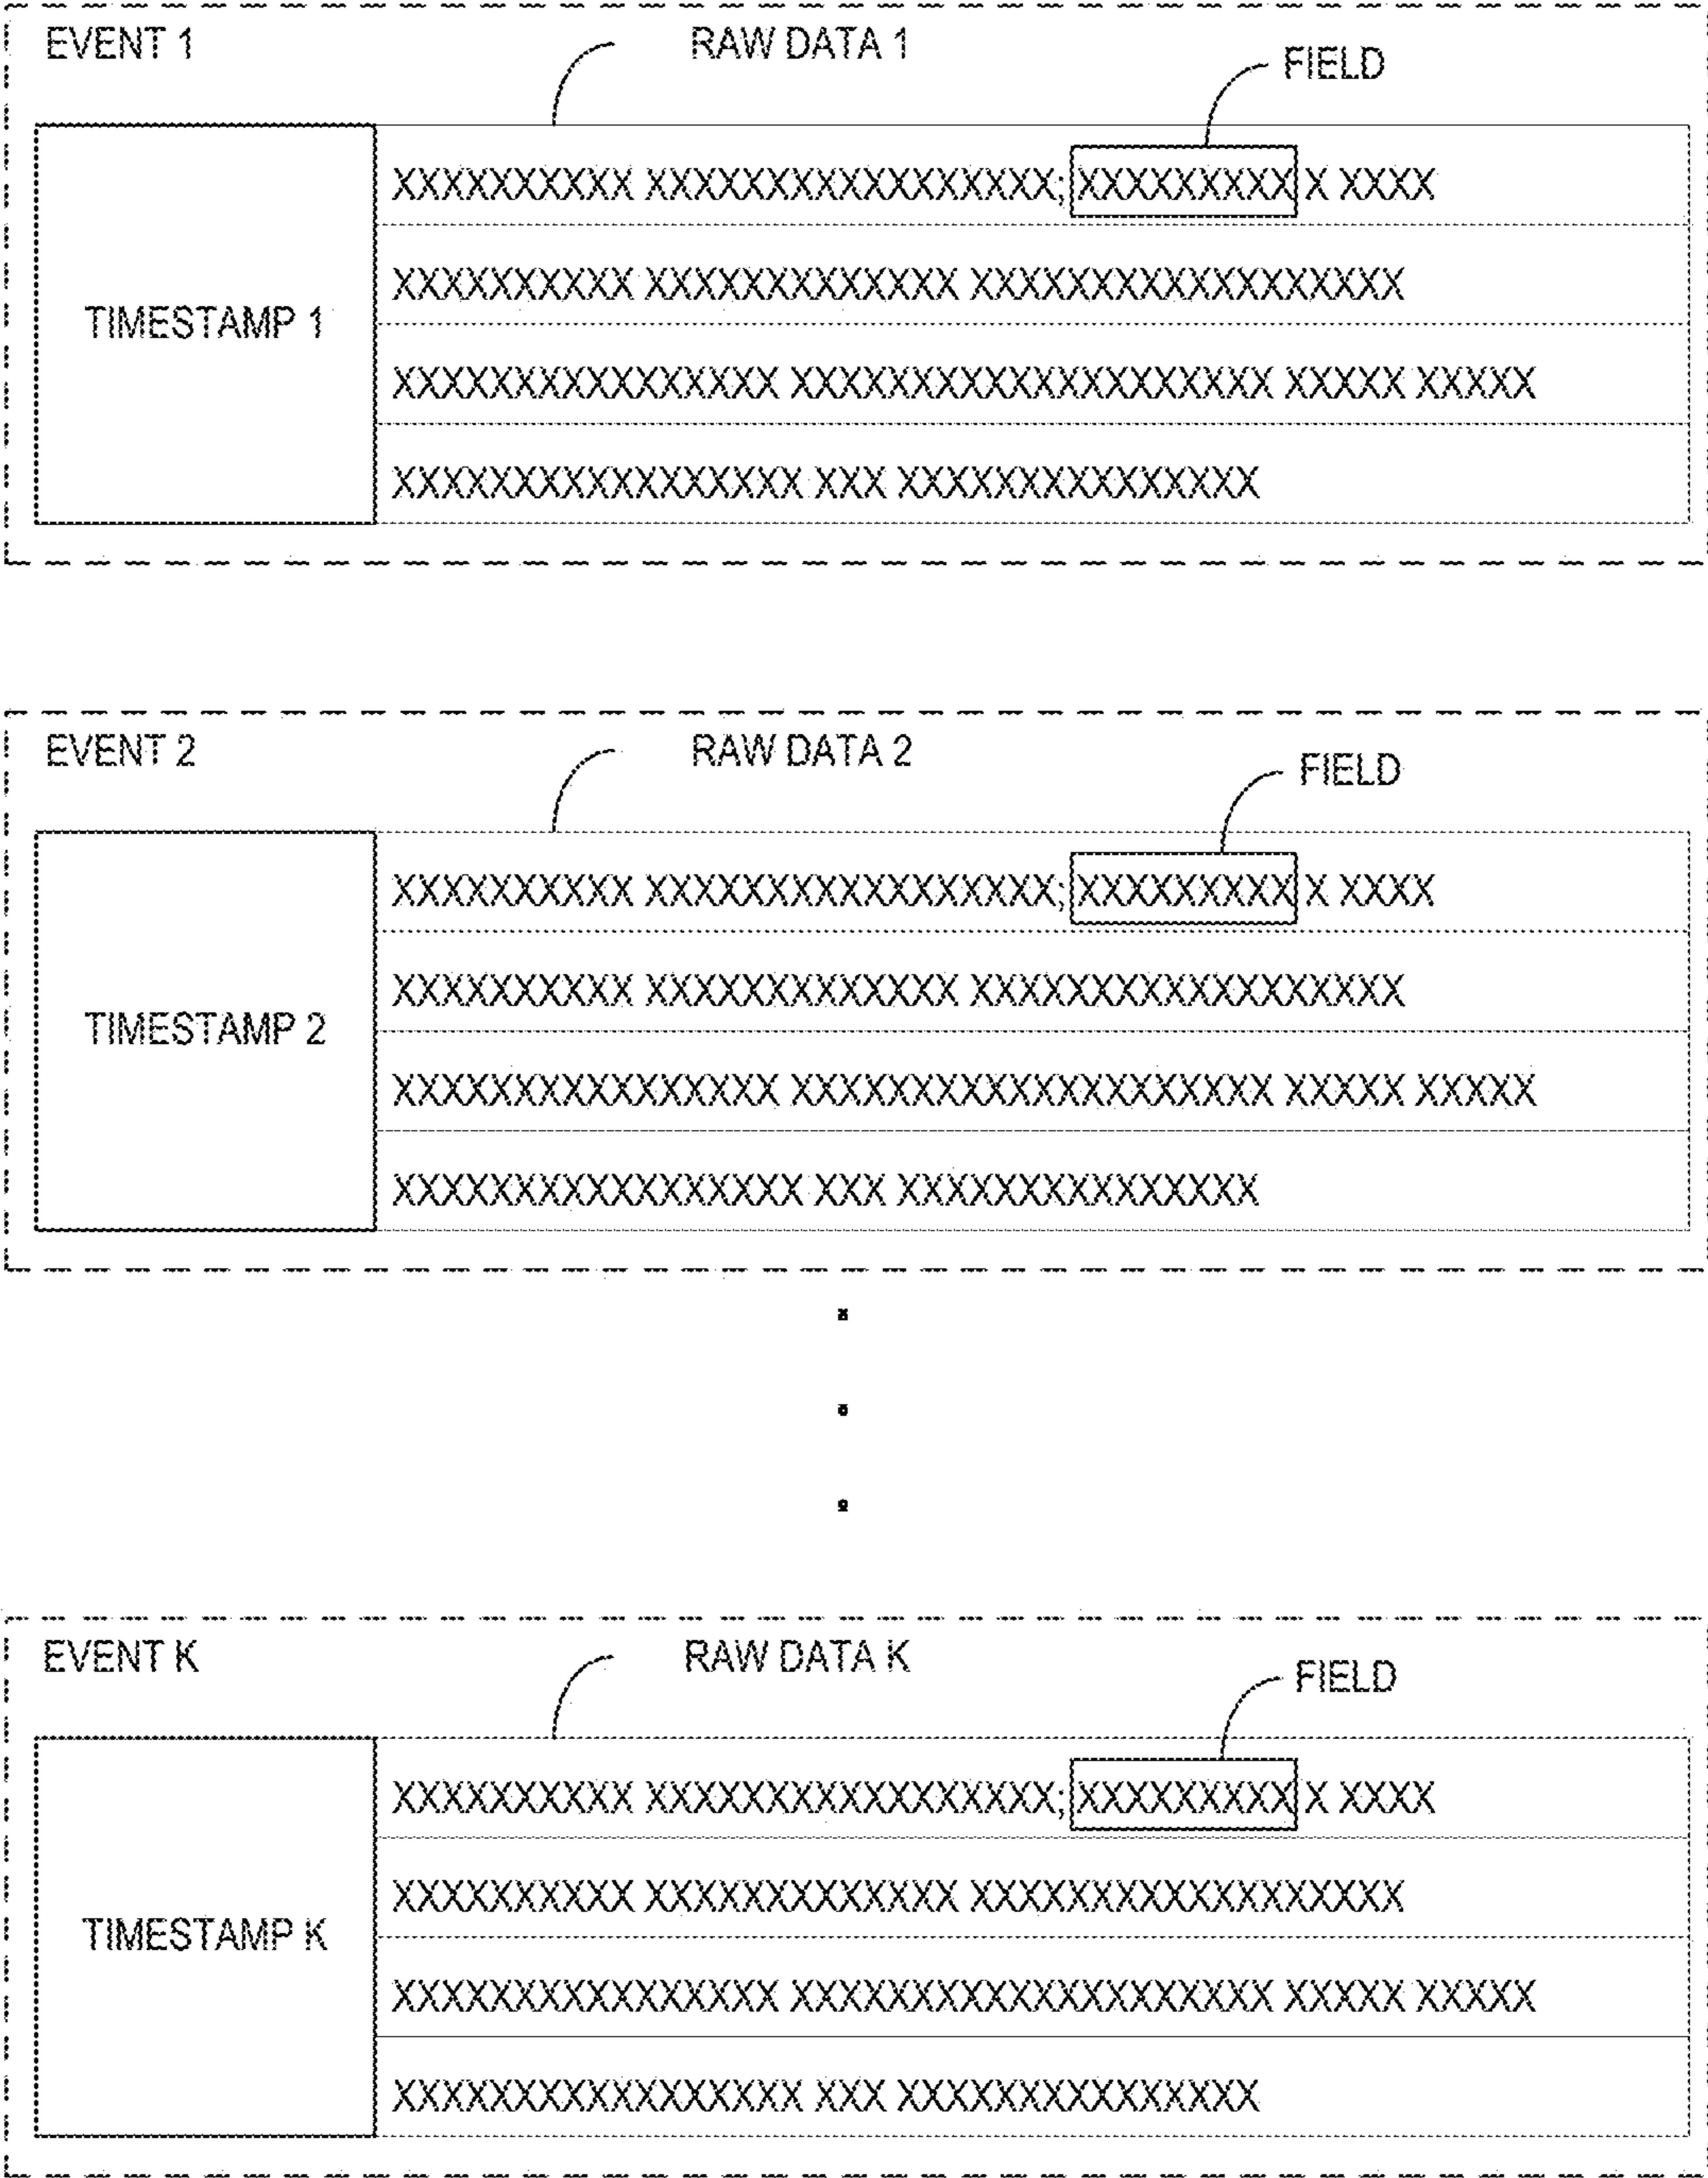 EVENT 1
RAW DATA 1
FIELD
TIMESTAMP 1
XXXXXXXXXX XXXXXXXXXXXXXXXXX; XXXXXXXXX X XXXX
XXXXXXXXXX XXXXXXXXXXXXX XXXXXXXXXXXXXXXXXX
XXXXXXXXXXXXXXXX XXXXXXXXXXXXXXXXXXXX XXXXX XXXXX
XXXXXXXXXXXXXXXXX XXX XXXXXXXXXXXXXXX
EVENT 2
RAW DATA 2
FIELD
TIMESTAMP 2
XXXXXXXXXX XXXXXXXXXXXXXXXXX; XXXXXXXXX X XXXX
XXXXXXXXXX XXXXXXXXXXXXX XXXXXXXXXXXXXXXXXX
XXXXXXXXXXXXXXXX XXXXXXXXXXXXXXXXXXXX XXXXX XXXXX
XXXXXXXXXXXXXXXXX XXX XXXXXXXXXXXXXXX
EVENT K
RAW DATA K
FIELD
TIMESTAMP K
XXXXXXXXXX XXXXXXXXXXXXXXXXX; XXXXXXXXX X XXXX
XXXXXXXXXX XXXXXXXXXXXXX XXXXXXXXXXXXXXXXXX
XXXXXXXXXXXXXXXX XXXXXXXXXXXXXXXXXXXX XXXXX XXXXX
XXXXXXXXXXXXXXXXX XXX XXXXXXXXXXXXXXX